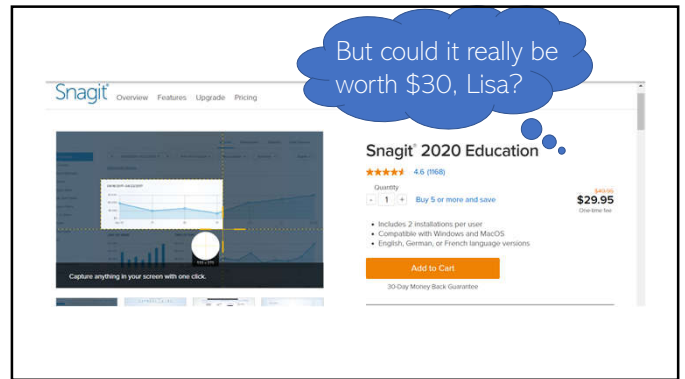 But could it really be
worth $30, Lisa?
Snagit®
Overview Features Upgrade Pricing
Snagit® 2020 Education
4.6 (1168)
Quantity
- 1 + Buy 5 or more and save
$49.95
$29.95
One-time fee
• Includes 2 installations per user
• Compatible with Windows and MacOS
• English, German, or French language versions
Add to Cart
30-Day Money Back Guarantee
Capture anything in your screen with one click.